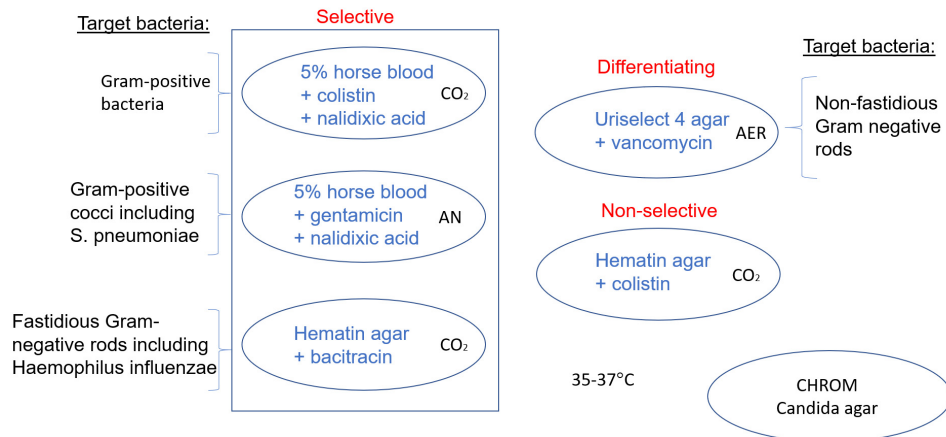 Target bacteria:
Selective
Gram-positive
bacteria
5% horse blood
+ colistin
+ nalidixic acid
CO₂
Gram-positive
cocci including
S. pneumoniae
5% horse blood
+ gentamicin
+ nalidixic acid
AN
Fastidious Gram-
negative rods including
Haemophilus influenzae
Hematin agar
+ bacitracin
CO₂
Differentiating
Uriselect 4 agar
+ vancomycin
AER
Target bacteria:
Non-fastidious
Gram negative
rods
Non-selective
Hematin agar
+ colistin
CO₂
35-37°C
CHROM
Candida agar